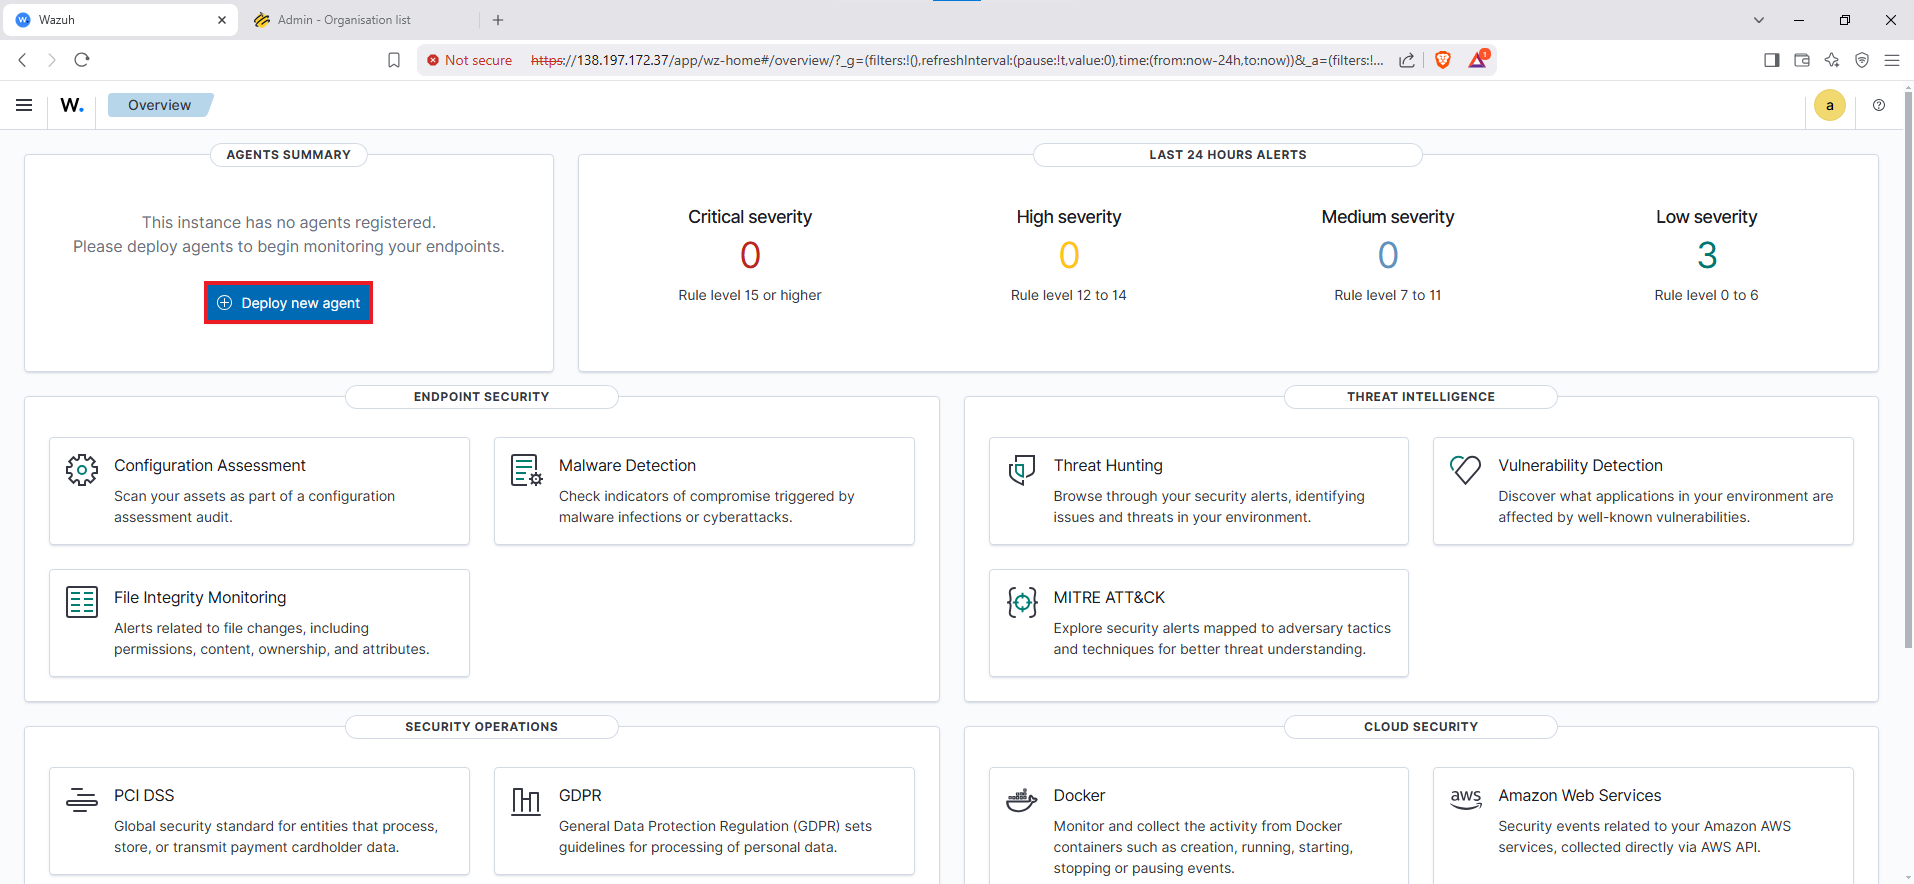 Wazuh
Admin - Organisation list
Not secure
https://138.197.172.37/app/wz-home#/overview/?_g=(filters:!(),refreshInterval:(pause:!t,value:0),time:(from:now-24h,to:now))&_a=(filters:!...
1
W.
Overview
a
AGENTS SUMMARY
This instance has no agents registered.
Please deploy agents to begin monitoring your endpoints.
Deploy new agent
LAST 24 HOURS ALERTS
Critical severity
0
Rule level 15 or higher
High severity
0
Rule level 12 to 14
Medium severity
0
Rule level 7 to 11
Low severity
3
Rule level 0 to 6
ENDPOINT SECURITY
Configuration Assessment
Scan your assets as part of a configuration
assessment audit.
Malware Detection
Check indicators of compromise triggered by
malware infections or cyberattacks.
File Integrity Monitoring
Alerts related to file changes, including
permissions, content, ownership, and attributes.
THREAT INTELLIGENCE
Threat Hunting
Browse through your security alerts, identifying
issues and threats in your environment.
Vulnerability Detection
Discover what applications in your environment are
affected by well-known vulnerabilities.
MITRE ATT&CK
Explore security alerts mapped to adversary tactics
and techniques for better threat understanding.
SECURITY OPERATIONS
PCI DSS
Global security standard for entities that process,
store, or transmit payment cardholder data.
GDPR
General Data Protection Regulation (GDPR) sets
guidelines for processing of personal data.
CLOUD SECURITY
Docker
Monitor and collect the activity from Docker
containers such as creation, running, starting,
stopping or pausing events.
aws
Amazon Web Services
Security events related to your Amazon AWS
services, collected directly via AWS API.